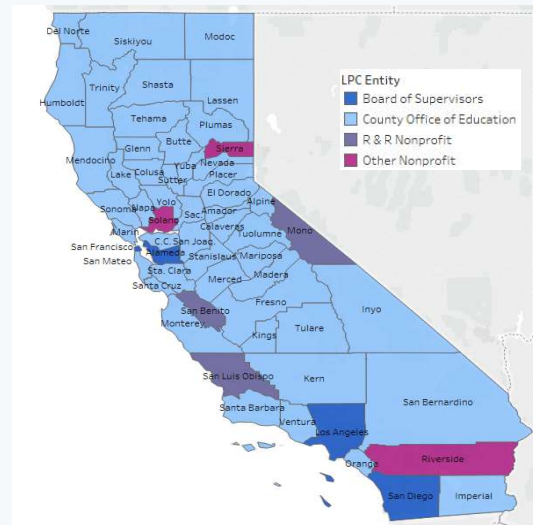 Del Norte
Siskiyou
Modoc
Humboldt
Trinity
Shasta
Lassen
Tehama
Plumas
Mendocino
Glenn
Butte
Sierra
Lake
Colusa
Yuba
Nevada
Sutter
Placer
Sonoma
Napa
Yolo
El Dorado
Alpine
Marin
Solano
Sac.
Amador
Calaveras
Tuolumne
Mono
San Francisco
C.C.
San Joaq.
Alameda
Stanislaus
Mariposa
San Mateo
Sta. Clara
Merced
Madera
Santa Cruz
San Benito
Fresno
Inyo
Monterey
Kings
Tulare
San Luis Obispo
Kern
San Bernardino
Santa Barbara
Ventura
Los Angeles
Orange
Riverside
San Diego
Imperial
LPC Entity
Board of Supervisors
County Office of Education
R & R Nonprofit
Other Nonprofit